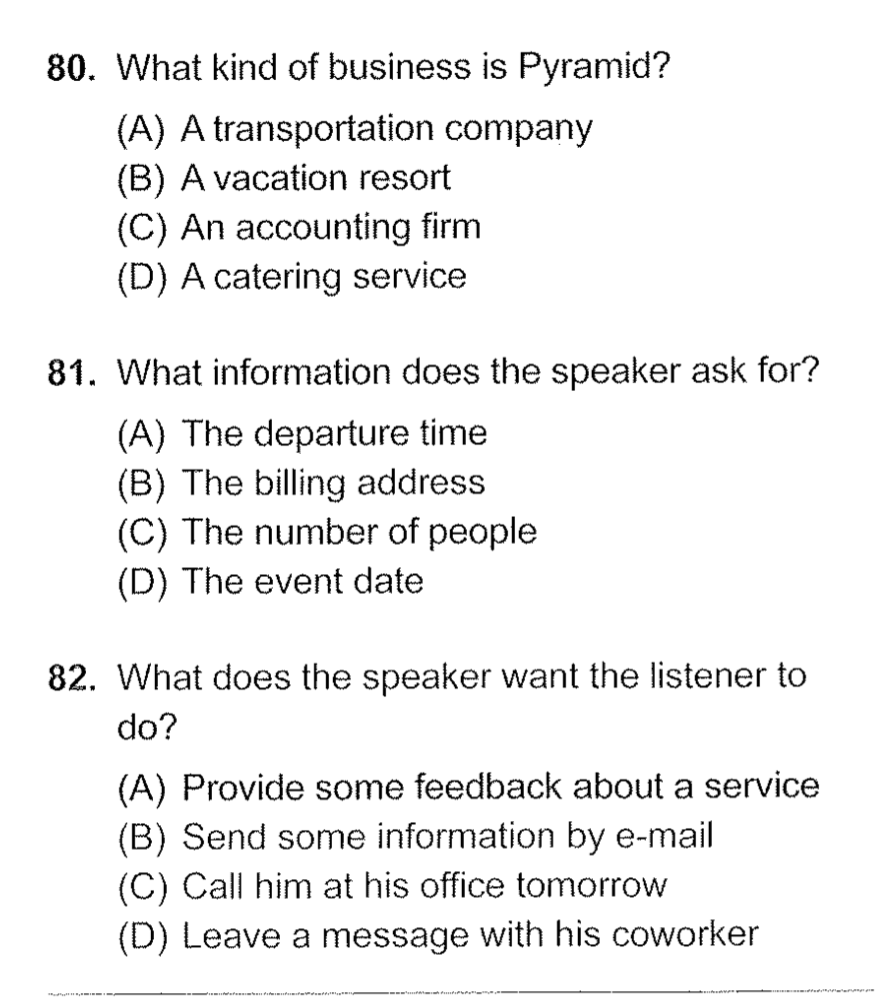 80. What kind of business is Pyramid?
(A) A transportation company
(B) A vacation resort
(C) An accounting firm
(D) A catering service
81. What information does the speaker ask for?
(A) The departure time
(B) The billing address
(C) The number of people
(D) The event date
82. What does the speaker want the listener to
do?
(A) Provide some feedback about a service
(B) Send some information by e-mail
(C) Call him at his office tomorrow
(D) Leave a message with his coworker